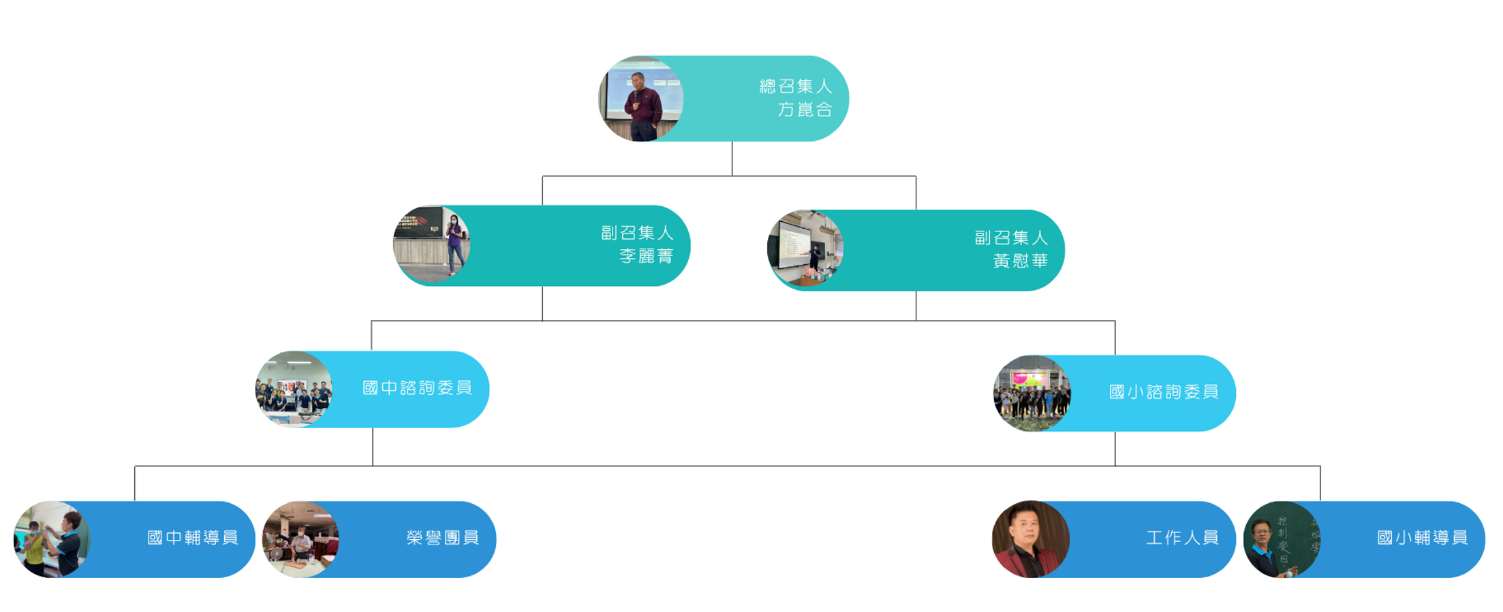 總召集人
方崑合
副召集人
李麗菁
副召集人
黃慰華
國中諮詢委員
國小諮詢委員
國中輔導員
榮譽團員
工作人員
國小輔導員